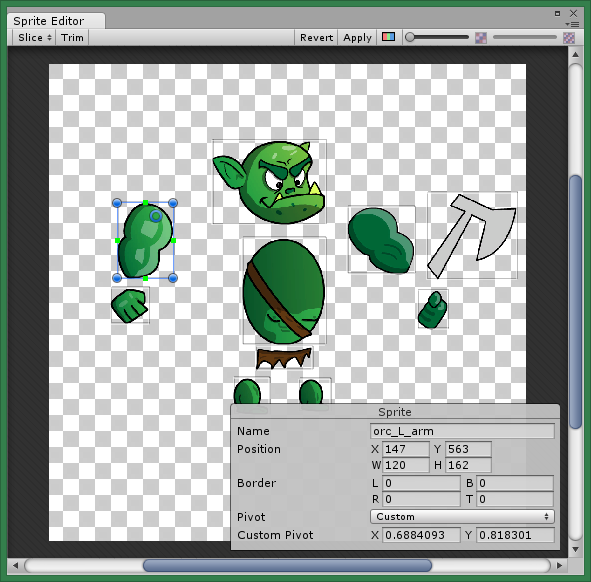 Sprite Editor
Slice Trim Revert Apply
Sprite
Name orc_L_arm
Position X 147 Y 563
W 120 H 162
Border L 0 B 0
R 0 T 0
Pivot Custom
Custom Pivot X 0.6884093 Y 0.818301